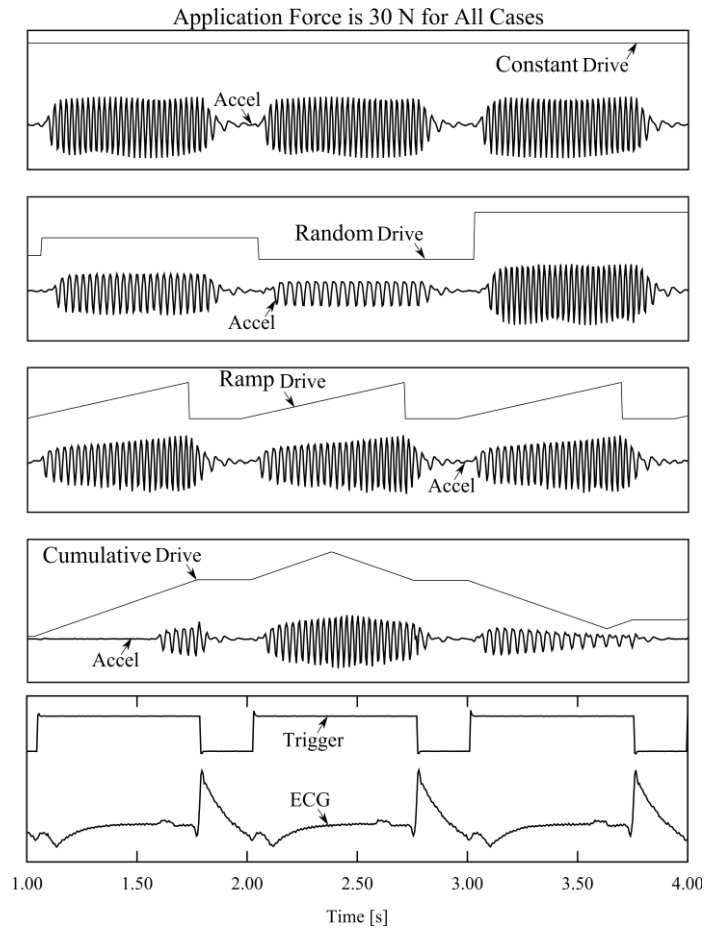 Application Force is 30 N for All Cases
Constant Drive
Accel
Random Drive
Accel
Ramp Drive
Accel
Cumulative Drive
Accel
Trigger
ECG
1.00 1.50 2.00 2.50 3.00 3.50 4.00
Time [s]